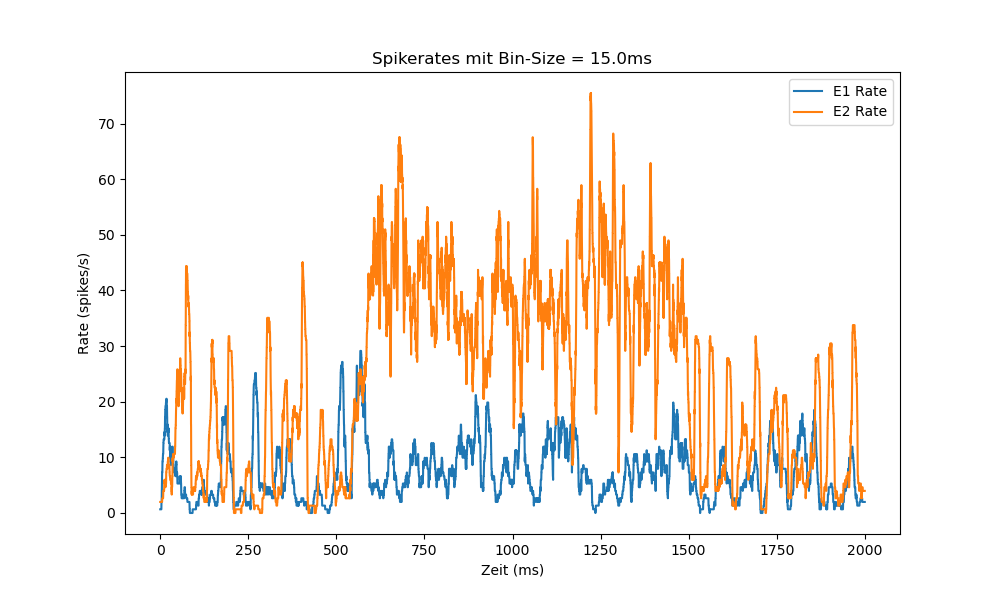 Spikerates mit Bin-Size = 15.0ms
E1 Rate
E2 Rate
Rate (spikes/s)
70
60
50
40
30
20
10
0
0 250 500 750 1000 1250 1500 1750 2000
Zeit (ms)